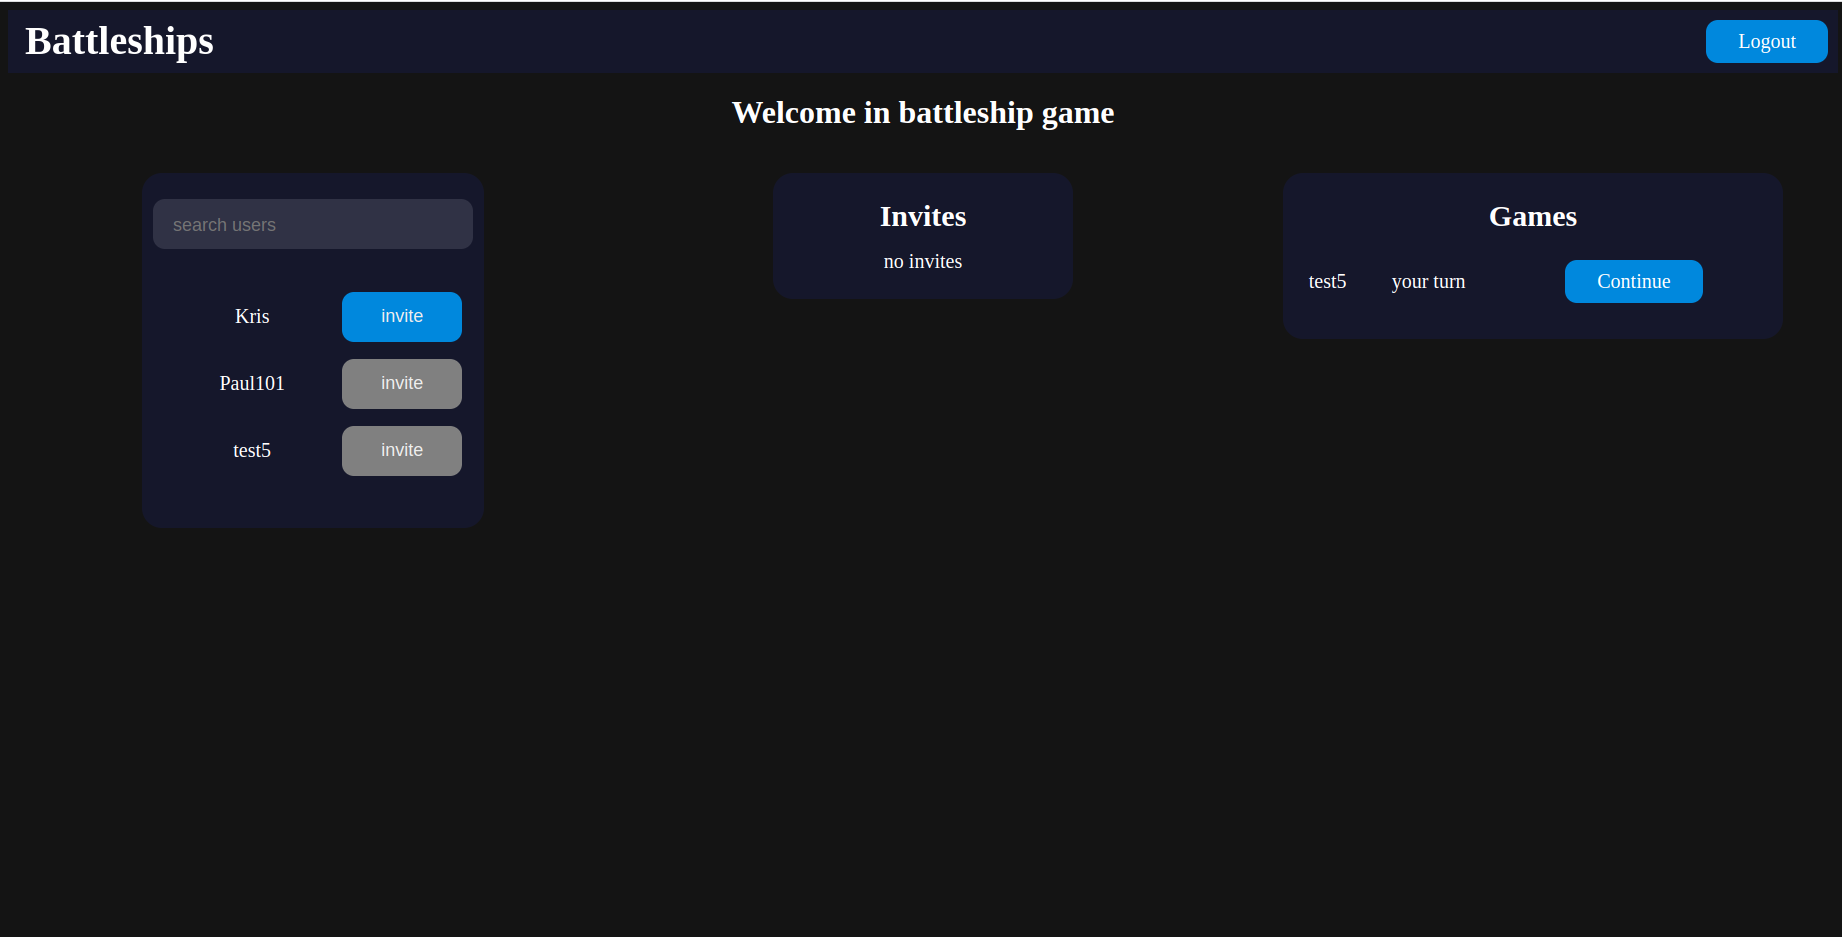 Battleships
Logout
Welcome in battleship game
search users
Kris invite
Paul101 invite
test5 invite
Invites
no invites
Games
test5 your turn Continue